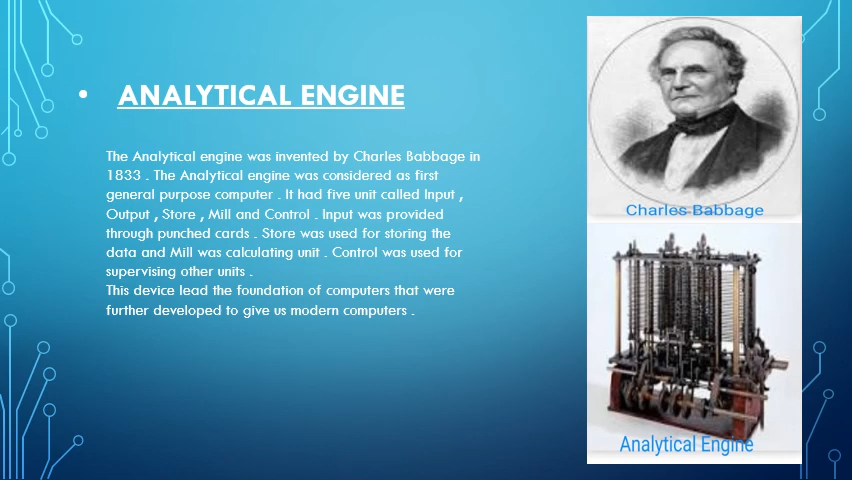 • ANALYTICAL ENGINE
The Analytical engine was invented by Charles Babbage in
1833 . The Analytical engine was considered as first
general purpose computer . It had five unit called Input ,
Output , Store , Mill and Control . Input was provided
through punched cards . Store was used for storing the
data and Mill was calculating unit . Control was used for
supervising other units .
This device lead the foundation of computers that were
further developed to give us modern computers .
Charles Babbage
Analytical Engine